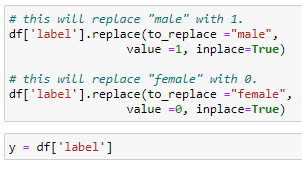 # this will replace "male" with 1.
df['label'].replace(to_replace ="male",
value =1, inplace=True)
# this will replace "female" with 0.
df['label'].replace(to_replace ="female",
value =0, inplace=True)
y = df['label']